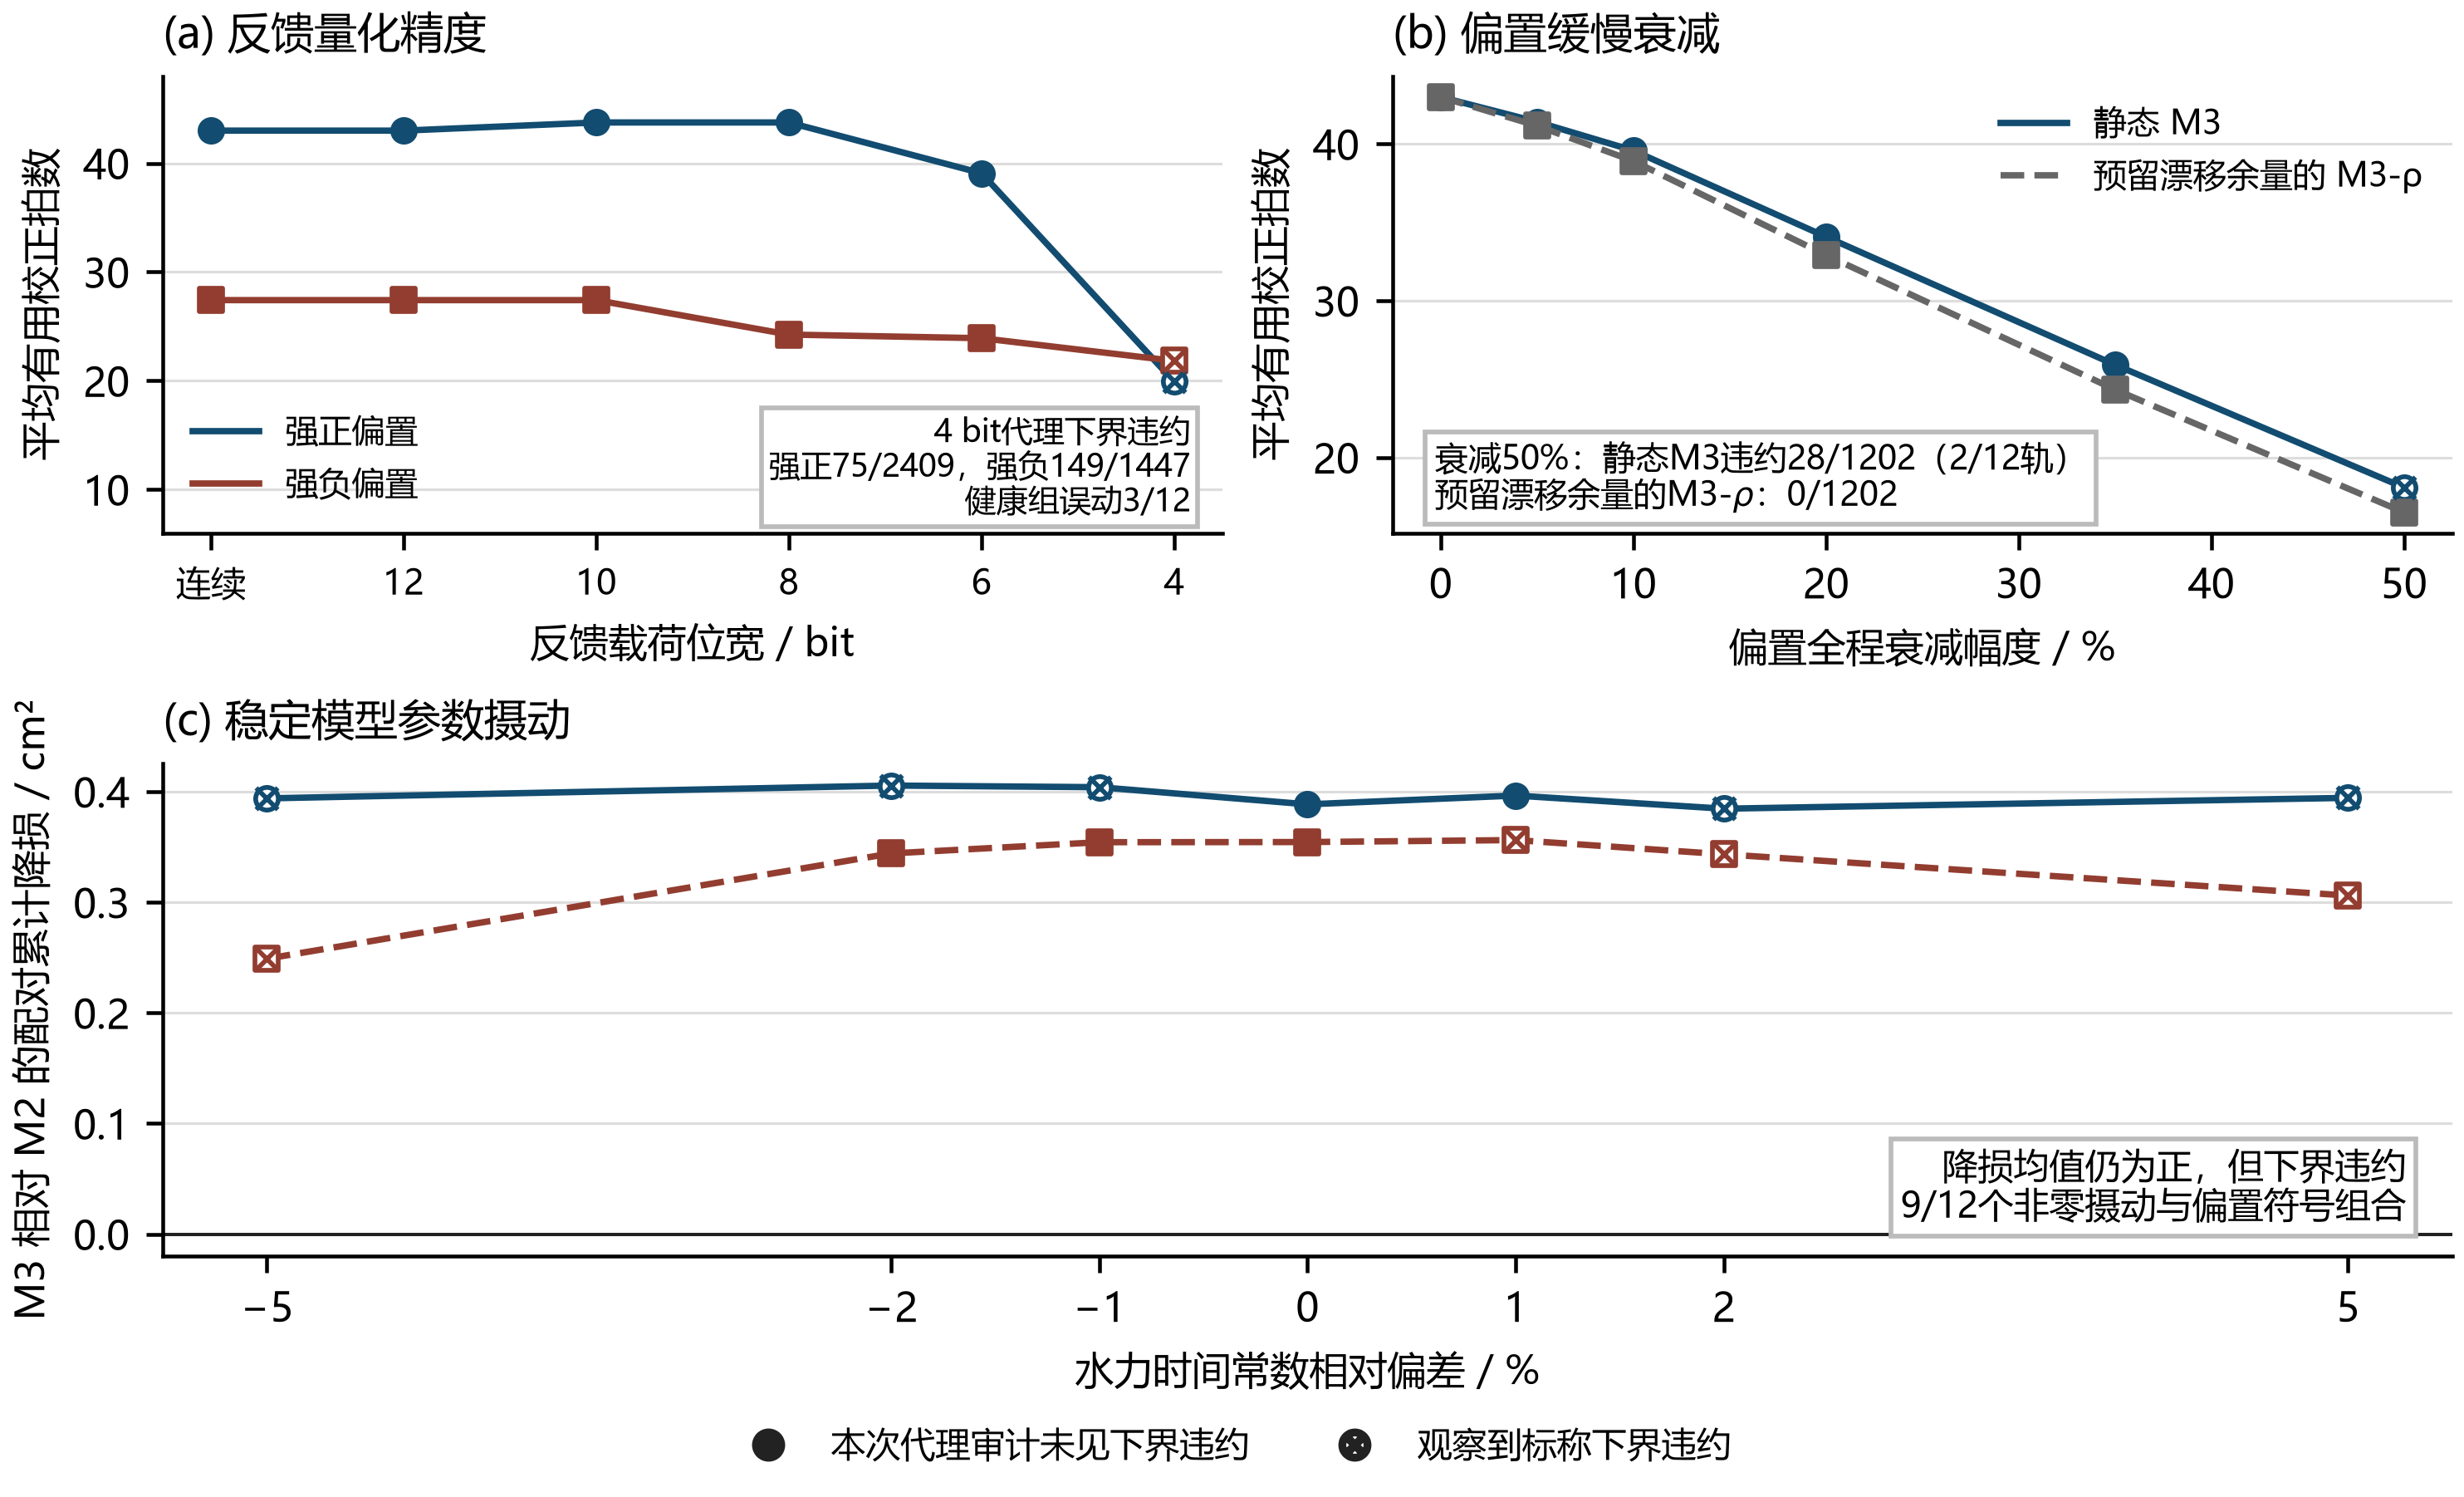 (a) 反馈量化精度
平均有用校正拍数
40
30
20
10
强正偏置
强负偏置
4 bit代理下界违约
强正75/2409，强负149/1447
健康组误动3/12
连续 12 10 8 6 4
反馈载荷位宽 / bit
(b) 偏置缓慢衰减
平均有用校正拍数
40
30
20
静态 M3
预留漂移余量的 M3-ρ
衰减50%：静态M3违约28/1202（2/12轨）
预留漂移余量的M3-ρ：0/1202
0 10 20 30 40 50
偏置全程衰减幅度 / %
(c) 稳定模型参数摄动
M3 相对 M2 的配对累计降损 / cm²
0.4
0.3
0.2
0.1
0.0
降损均值仍为正，但下界违约
9/12个非零摄动与偏置符号组合
−5 −2 −1 0 1 2 5
水力时间常数相对偏差 / %
本次代理审计未见下界违约
观察到标称下界违约